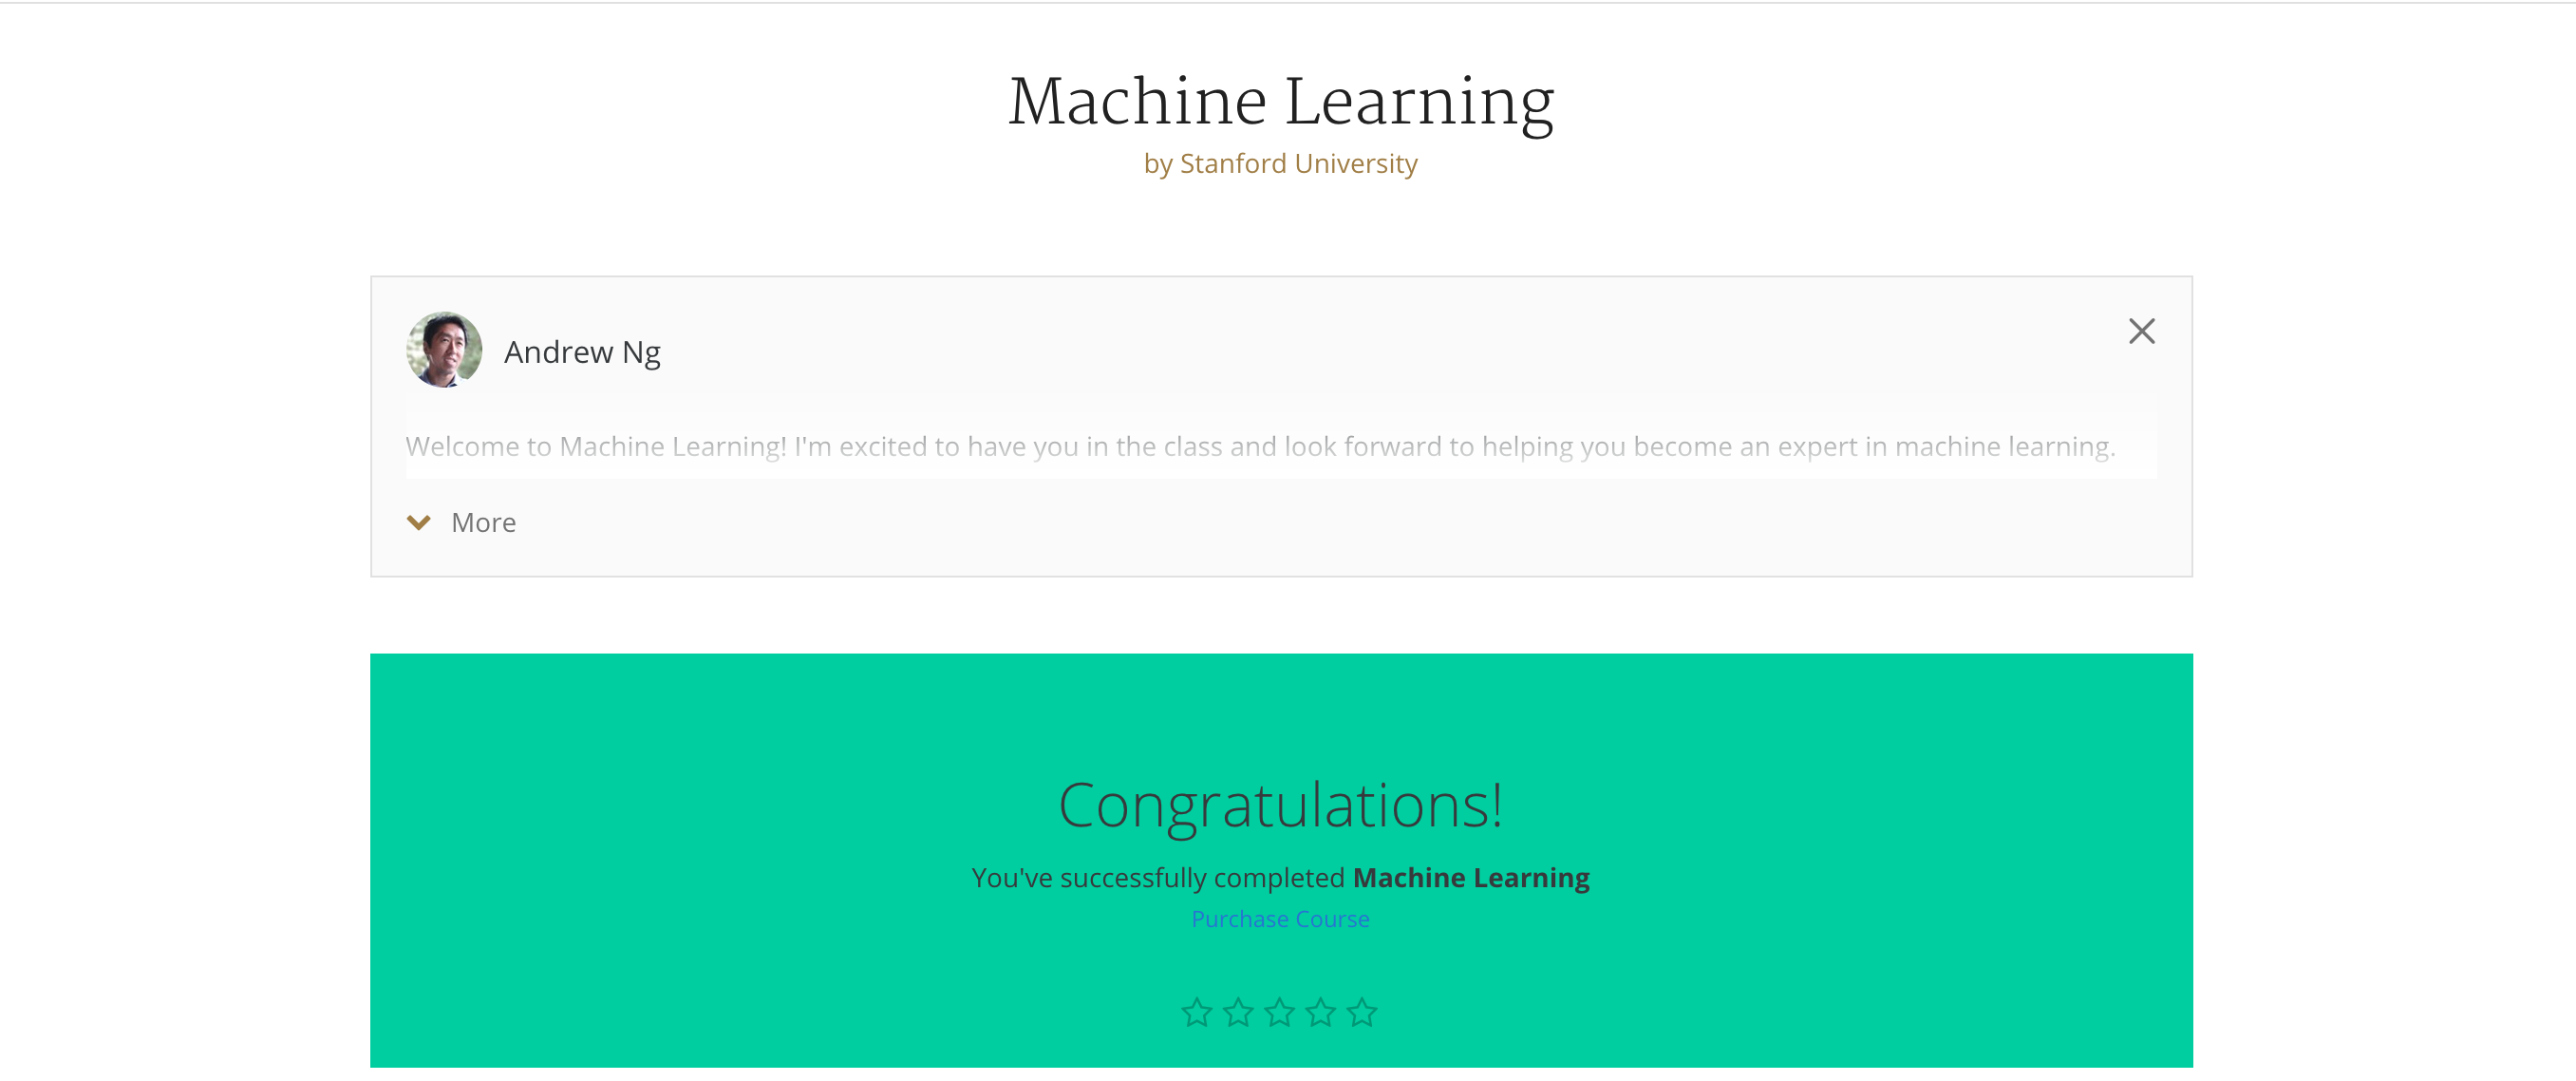 Machine Learning
by Stanford University
Andrew Ng
Welcome to Machine Learning! I'm excited to have you in the class and look forward to helping you become an expert in machine learning.
More
Congratulations!
You've successfully completed Machine Learning
Purchase Course